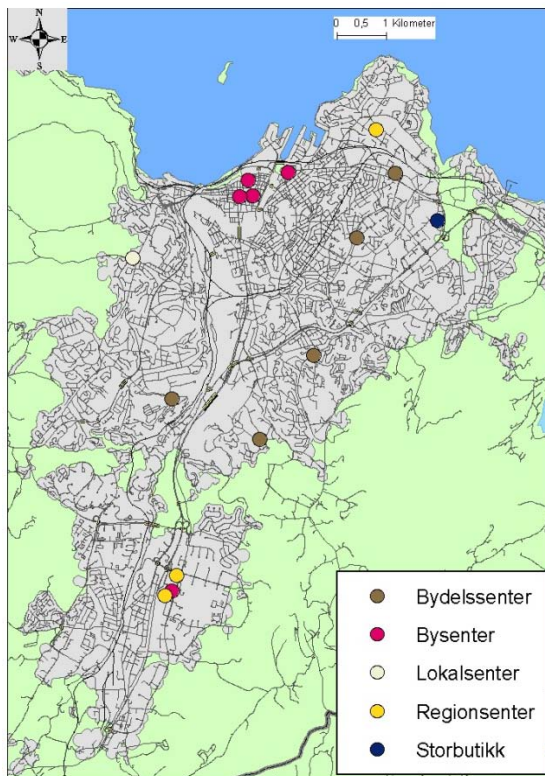 N
W E
S
0 0,5 1 Kilometer
Bydelssenter
Bysenter
Lokalsenter
Regionsenter
Storbutikk